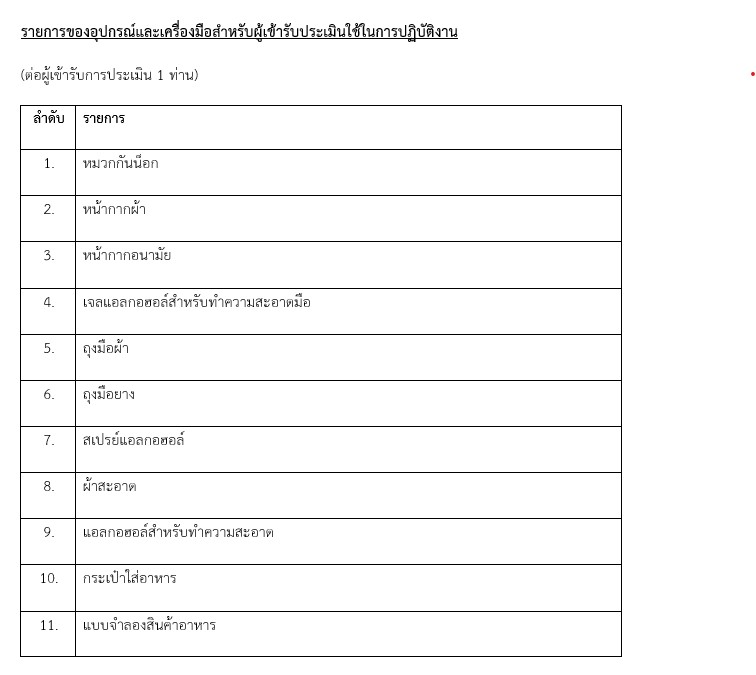 รายการของอุปกรณ์และเครื่องมือสำหรับผู้เข้ารับประเมินใช้ในการปฏิบัติงาน
(ต่อผู้เข้ารับการประเมิน 1 ท่าน)
ลำดับ รายการ
1. หมวกกันน็อก
2. หน้ากากผ้า
3. หน้ากากอนามัย
4. เจลแอลกอฮอล์สำหรับทำความสะอาดมือ
5. ถุงมือผ้า
6. ถุงมือยาง
7. สเปรย์แอลกอฮอล์
8. ผ้าสะอาด
9. แอลกอฮอล์สำหรับทำความสะอาด
10. กระเป๋าใส่อาหาร
11. แบบจำลองสินค้าอาหาร